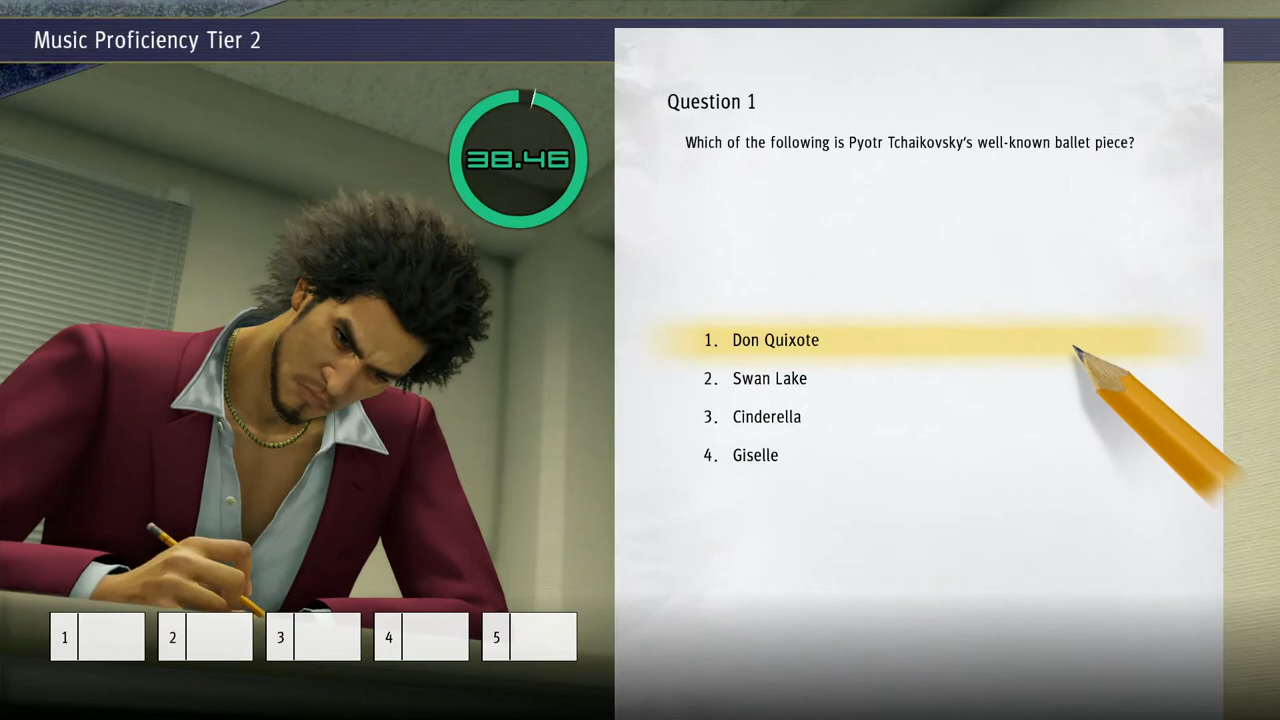 Music Proficiency Tier 2
38.46
Question 1
Which of the following is Pyotr Tchaikovsky's well-known ballet piece?
1. Don Quixote
2. Swan Lake
3. Cinderella
4. Giselle
1 2 3 4 5